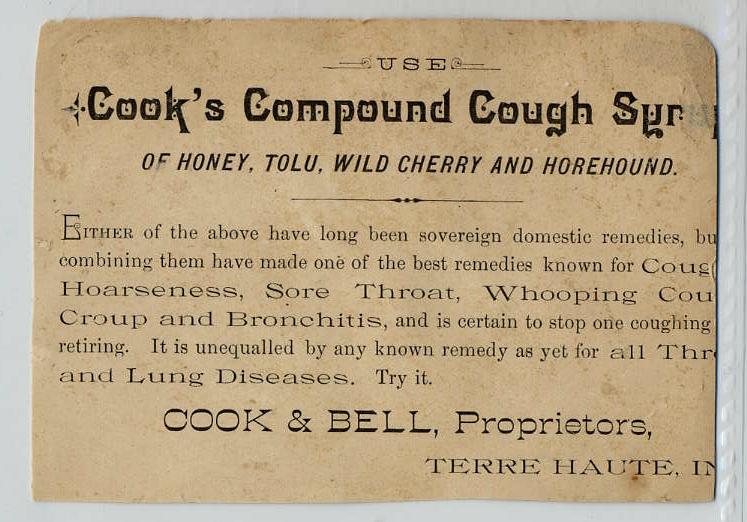 USE
Cook's Compound Cough Syr
OF HONEY, TOLU, WILD CHERRY AND HOREHOUND.
EITHER of the above have long been sovereign domestic remedies, bu
combining them have made one of the best remedies known for Coug
Hoarseness, Sore Throat, Whooping Cou
Croup and Bronchitis, and is certain to stop one coughing
retiring. It is unequalled by any known remedy as yet for all Thr
and Lung Diseases. Try it.
COOK & BELL, Proprietors,
TERRE HAUTE, IN